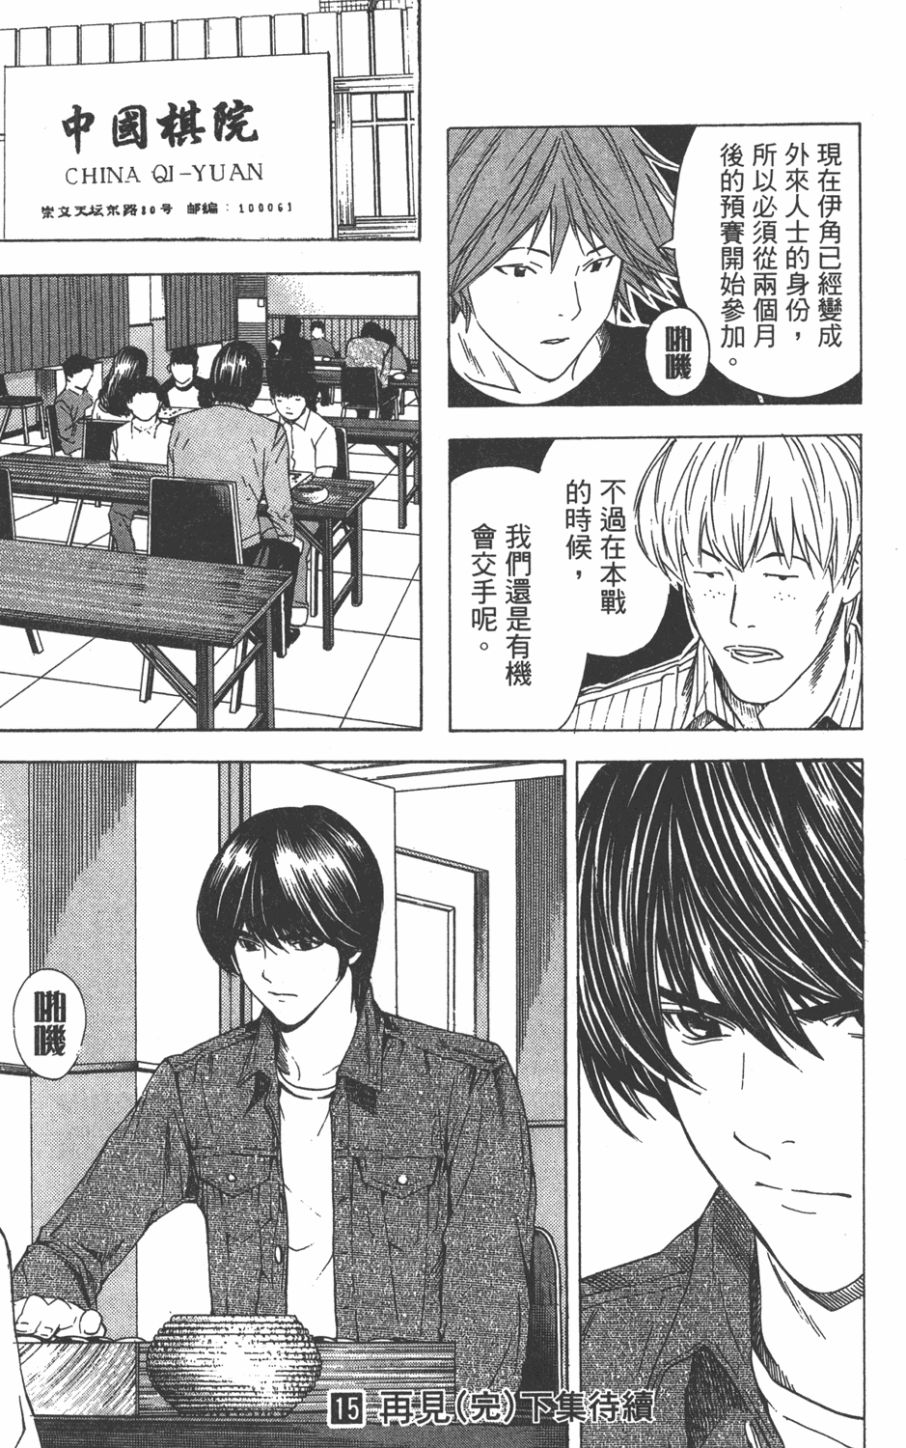 現在伊角已經變成
外來人士的身份，
所以必須從兩個月
後的預賽開始參加。
啪嘰
不過在本戰
的時候，
我們還是有機
會交手呢。
中國棋院
CHINA QI-YUAN
崇文天坛东路80号 邮编：100061
啪嘰
15 再見(完)下集待續